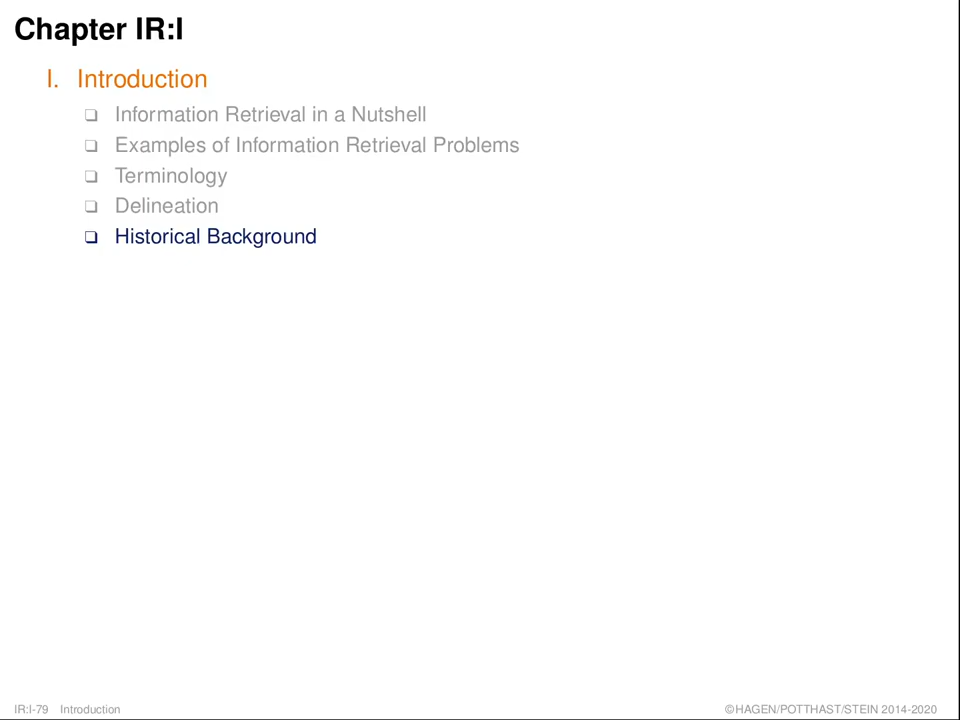 Chapter IR:I
I. Introduction
❑ Information Retrieval in a Nutshell
❑ Examples of Information Retrieval Problems
❑ Terminology
❑ Delineation
❑ Historical Background
IR:I-79 Introduction
©HAGEN/POTTHAST/STEIN 2014-2020